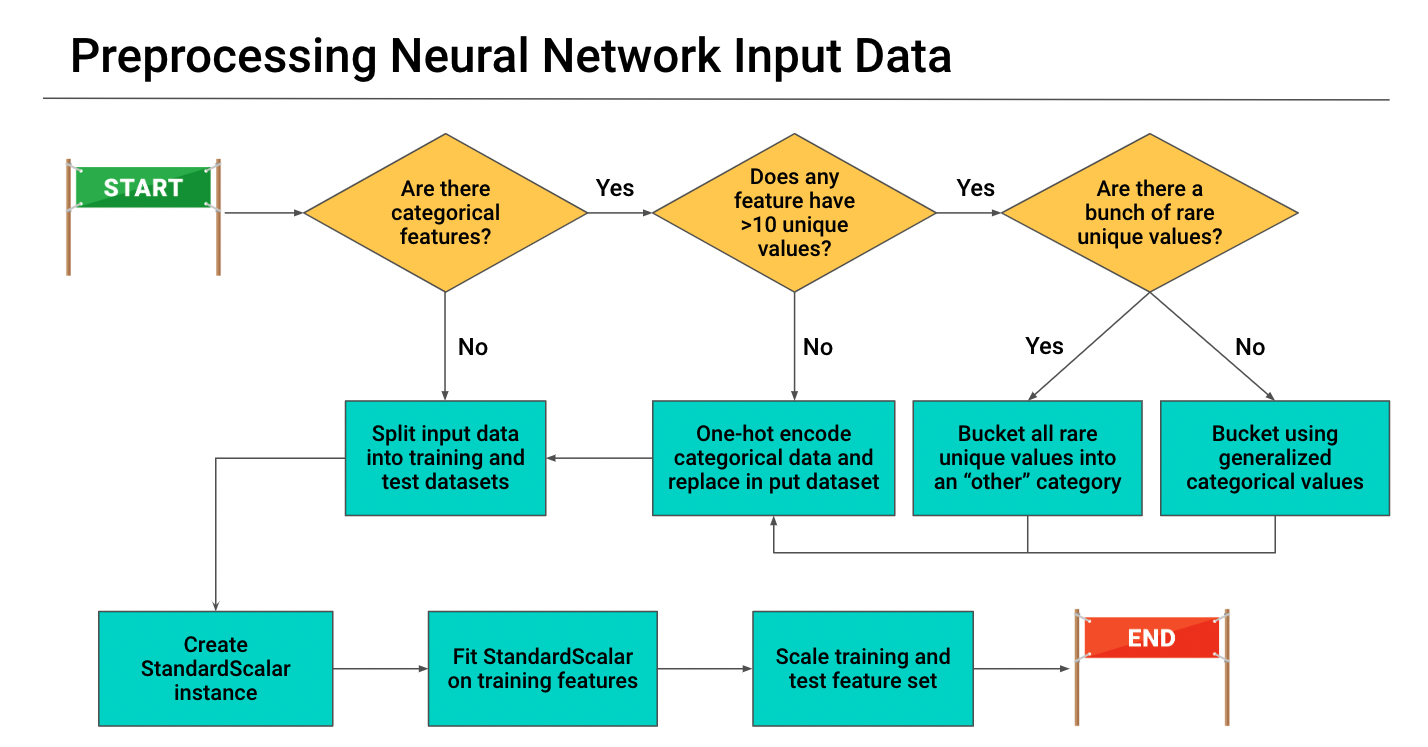 Preprocessing Neural Network Input Data
START
Are there
categorical
features?
Yes
Does any
feature have
>10 unique
values?
Yes
Are there a
bunch of rare
unique values?
No
No
Yes
No
Split input data
into training and
test datasets
One-hot encode
categorical data and
replace in put dataset
Bucket all rare
unique values into
an “other” category
Bucket using
generalized
categorical values
Create
StandardScalar
instance
Fit StandardScalar
on training features
Scale training and
test feature set
END